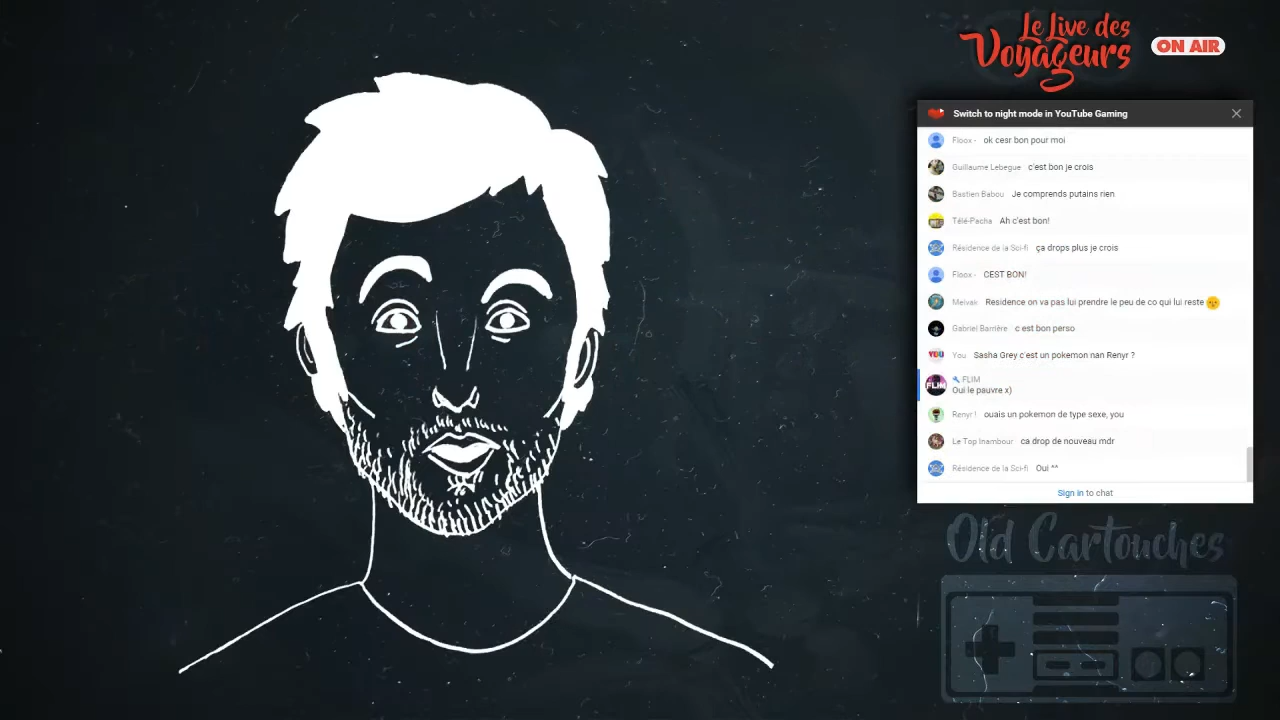 Le Live des
Voyageurs
ON AIR
Switch to night mode in YouTube Gaming
Floox - ok cesr bon pour moi
Guillaume Lebegue c'est bon je crois
Bastien Babou Je comprends putains rien
Télé-Pacha Ah c'est bon!
Résidence de la Sci-fi ça drops plus je crois
Floox - CEST BON!
Meivak Residence on va pas lui prendre le peu de co qui lui reste
Gabriel Barrière c est bon perso
YOU You Sasha Grey c'est un pokemon nan Renyr ?
FLIM FLIM
Oui le pauvre x)
Renyr ! ouais un pokemon de type sexe, you
Le Top Inambour ca drop de nouveau mdr
Résidence de la Sci-fi Oui ^^
Sign in to chat
Old Cartouches